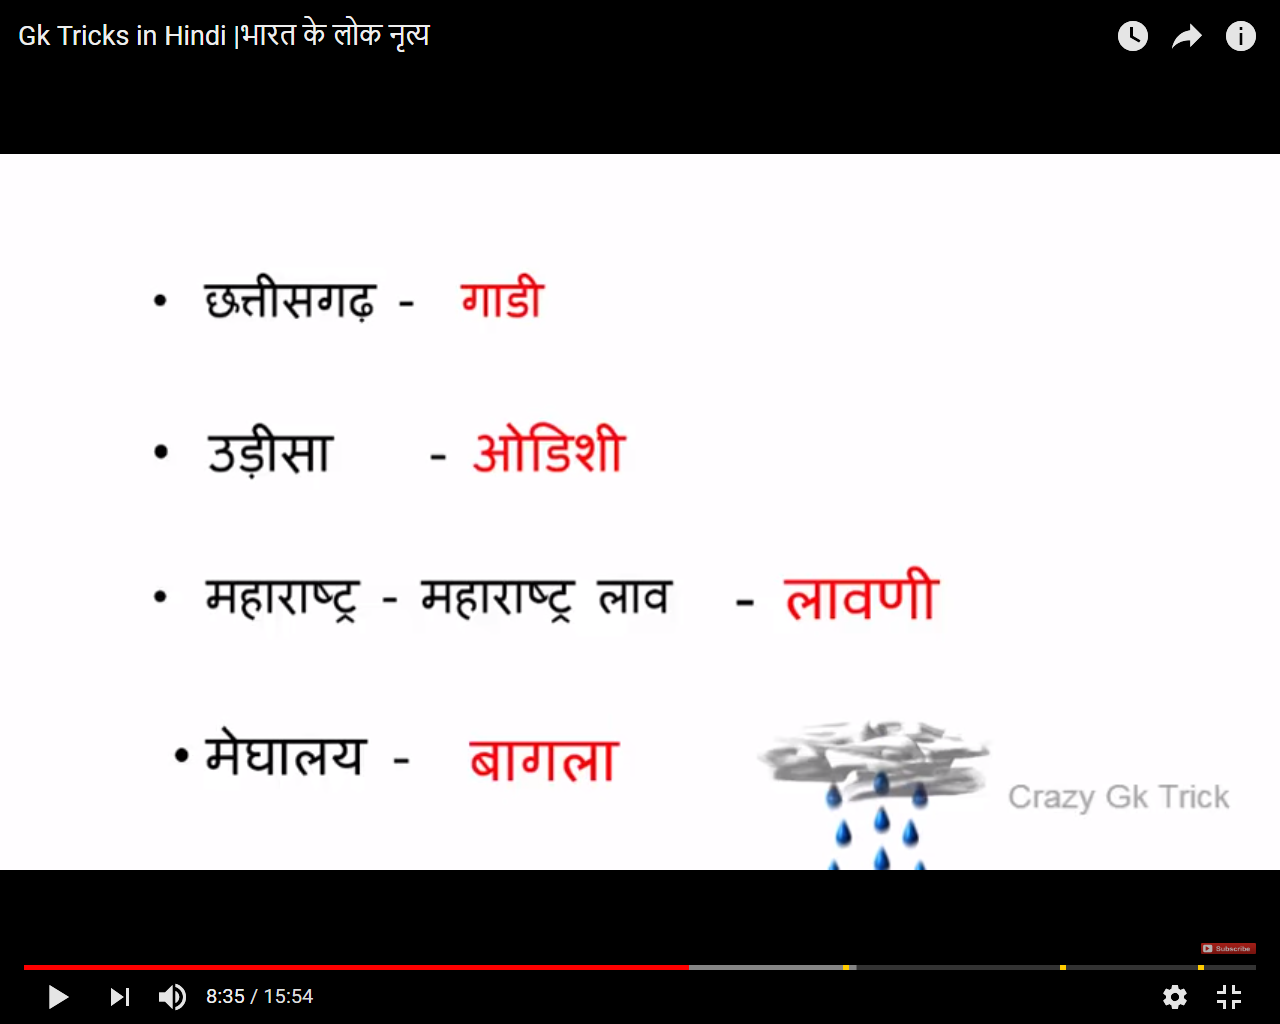 Gk Tricks in Hindi |भारत के लोक नृत्य
• छत्तीसगढ़ - गाडी
• उड़ीसा - ओडिशी
• महाराष्ट्र - महाराष्ट्र लाव - लावणी
• मेघालय - बागला
Crazy Gk Trick
Subscribe
8:35 / 15:54